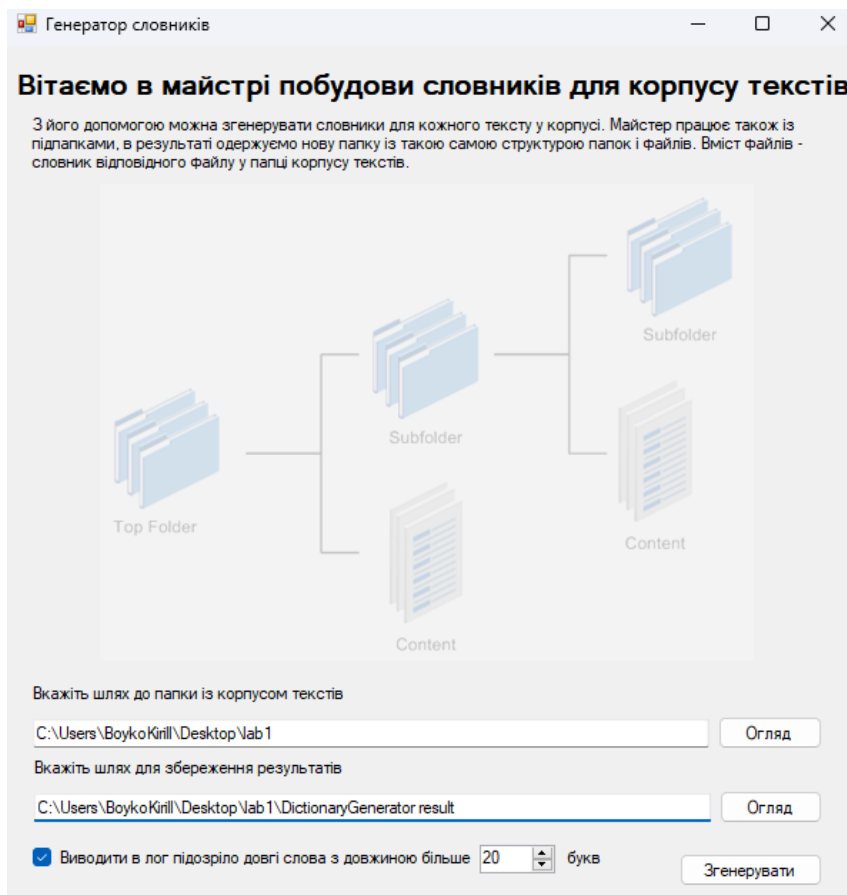 Генератор словників
Вітаємо в майстрі побудови словників для корпусу текстів
З його допомогою можна згенерувати словники для кожного тексту у корпусі. Майстер працює також із
підпапками, в результаті одержуємо нову папку із такою самою структурою папок і файлів. Вміст файлів -
словник відповідного файлу у папці корпусу текстів.
Subfolder
Subfolder
Top Folder
Content
Content
Вкажіть шлях до папки із корпусом текстів
C:\Users\BoykoKirill\Desktop\lab1
Огляд
Вкажіть шлях для збереження результатів
C:\Users\BoykoKirill\Desktop\lab1\DictionaryGenerator result
Огляд
Виводити в лог підозріло довгі слова з довжиною більше 20 букв
Згенерувати